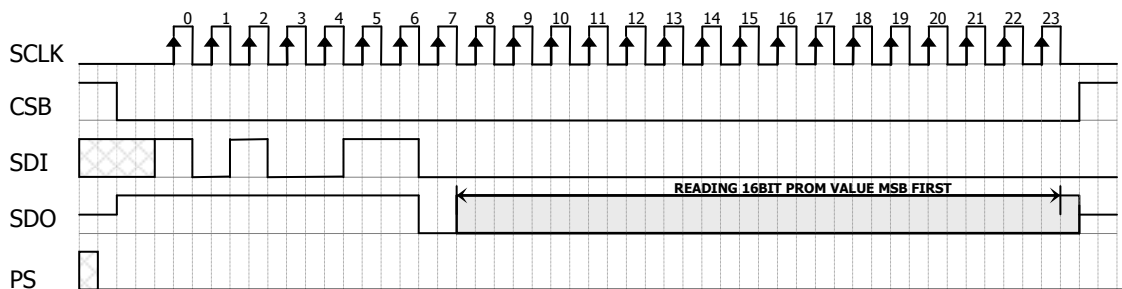 0 1 2 3 4 5 6 7 8 9 10 11 12 13 14 15 16 17 18 19 20 21 22 23
SCLK
CSB
SDI
READING 16BIT PROM VALUE MSB FIRST
SDO
PS